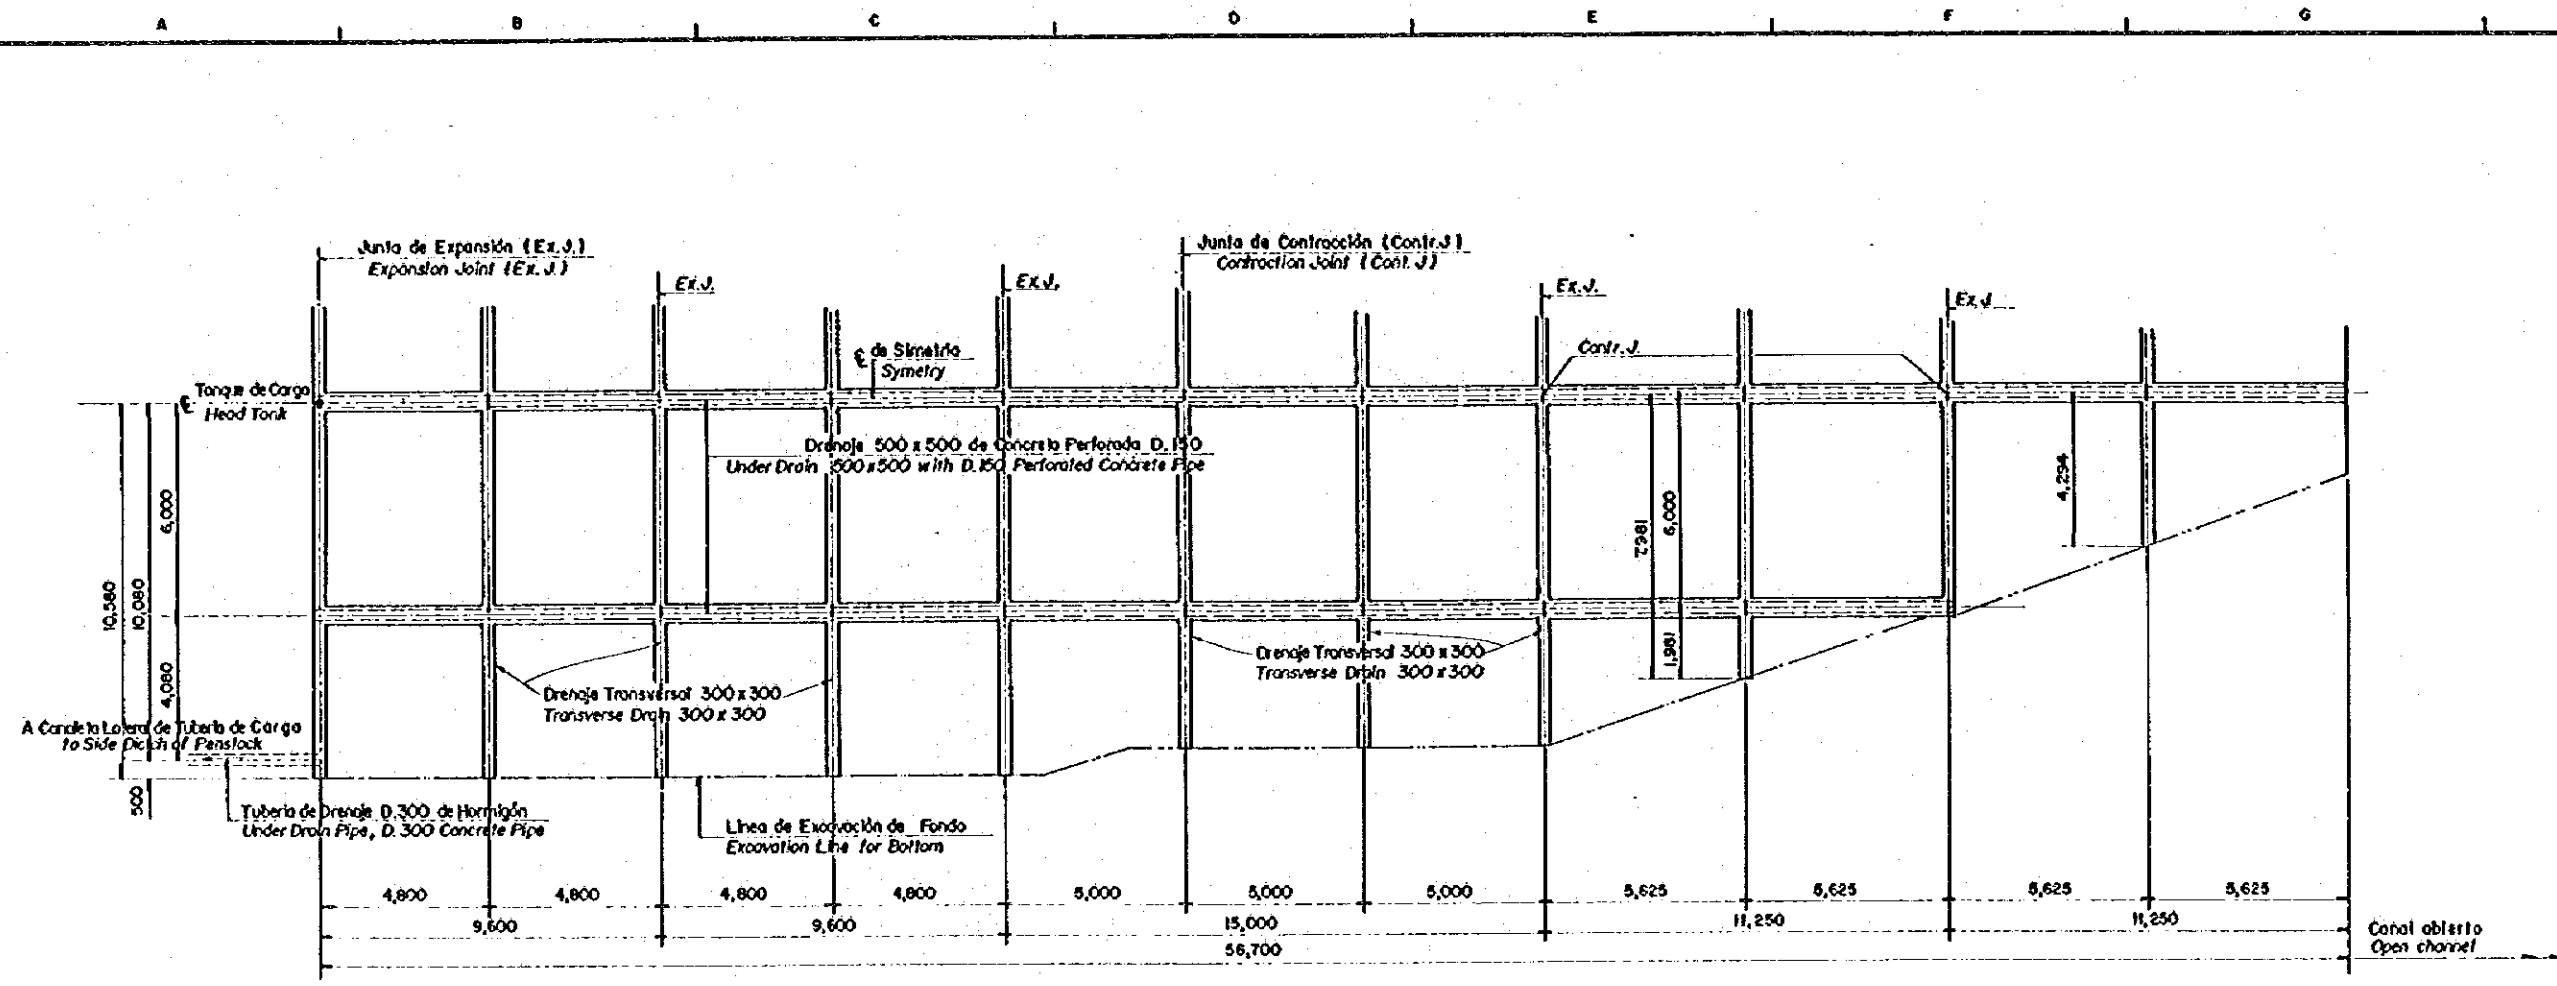 A B C D E F G
Junta de Expansión (Ex.J.)
Expansion Joint (Ex.J.)
Ex.J.
Ex.J.
Junta de Contracción (Contr.J)
Contraction Joint (Cont.J)
Ex.J.
Ex.J
₵ de Simetría
Symetry
Contr.J.
Tanque de Carga
₵
Head Tank
Drenaje 500 x 500 de Concreto Perforada D.150
Under Drain 500 x 500 with D.150 Perforated Concrete Pipe
6,000
10,580
10,080
4,080
500
7,981
6,000
1,981
4,294
Drenaje Transversal 300 x 300
Transverse Drain 300 x 300
Drenaje Transversal 300 x 300
Transverse Drain 300 x 300
A Canaleta Lateral de Tubería de Carga
to Side Dictch of Penstock
Tubería de Drenaje D.300 de Hormigón
Under Drain Pipe, D.300 Concrete Pipe
Línea de Excavación de Fondo
Excavation Line for Bottom
4,800 4,800 4,800 4,800 5,000 5,000 5,000 5,625 5,625 5,625 5,625
9,600 9,600 15,000 11,250 11,250
56,700
Canal abierto
Open channel